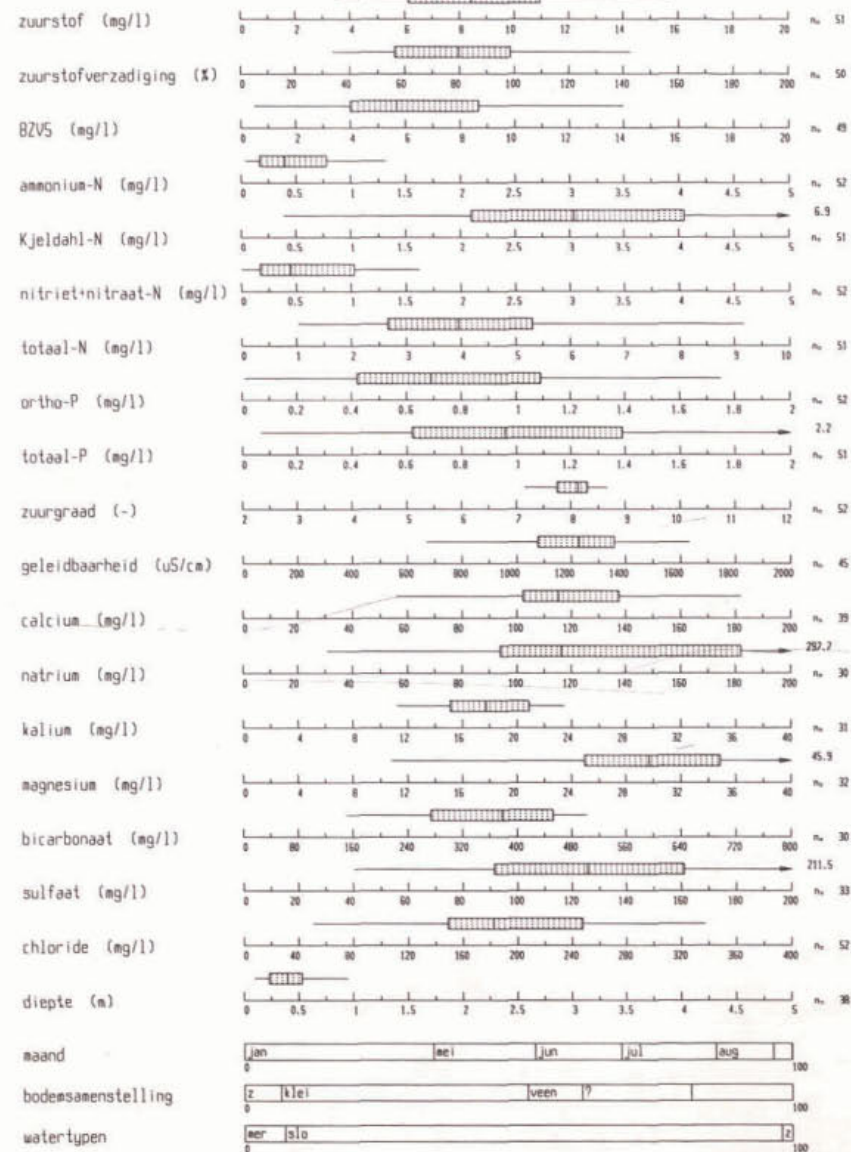 zuurstof (mg/l) 0 2 4 6 8 10 12 14 16 18 20 n= 51
zuurstofverzadiging (%) 0 20 40 60 80 100 120 140 160 180 200 n= 50
BZV5 (mg/l) 0 2 4 6 8 10 12 14 16 18 20 n= 49
ammonium-N (mg/l) 0 0.5 1 1.5 2 2.5 3 3.5 4 4.5 5 n= 52
6.9
Kjeldahl-N (mg/l) 0 0.5 1 1.5 2 2.5 3 3.5 4 4.5 5 n= 51
nitriet+nitraat-N (mg/l) 0 0.5 1 1.5 2 2.5 3 3.5 4 4.5 5 n= 52
totaal-N (mg/l) 0 1 2 3 4 5 6 7 8 9 10 n= 51
ortho-P (mg/l) 0 0.2 0.4 0.6 0.8 1 1.2 1.4 1.6 1.8 2 n= 52
2.2
totaal-P (mg/l) 0 0.2 0.4 0.6 0.8 1 1.2 1.4 1.6 1.8 2 n= 51
zuurgraad (-) 2 3 4 5 6 7 8 9 10 11 12 n= 52
geleidbaarheid (uS/cm) 0 200 400 600 800 1000 1200 1400 1600 1800 2000 n= 45
calcium (mg/l) 0 20 40 60 80 100 120 140 160 180 200 n= 39
297.7
natrium (mg/l) 0 20 40 60 80 100 120 140 160 180 200 n= 30
kalium (mg/l) 0 4 8 12 16 20 24 28 32 36 40 n= 31
45.9
magnesium (mg/l) 0 4 8 12 16 20 24 28 32 36 40 n= 32
bicarbonaat (mg/l) 0 80 160 240 320 400 480 560 640 720 800 n= 30
211.5
sulfaat (mg/l) 0 20 40 60 80 100 120 140 160 180 200 n= 33
chloride (mg/l) 0 40 80 120 160 200 240 280 320 360 400 n= 52
diepte (m) 0 0.5 1 1.5 2 2.5 3 3.5 4 4.5 5 n= 38
maand jan mei jun jul aug
0 100
bodemsamenstelling z klei veen ?
0 100
watertypen mer slo z
0 100